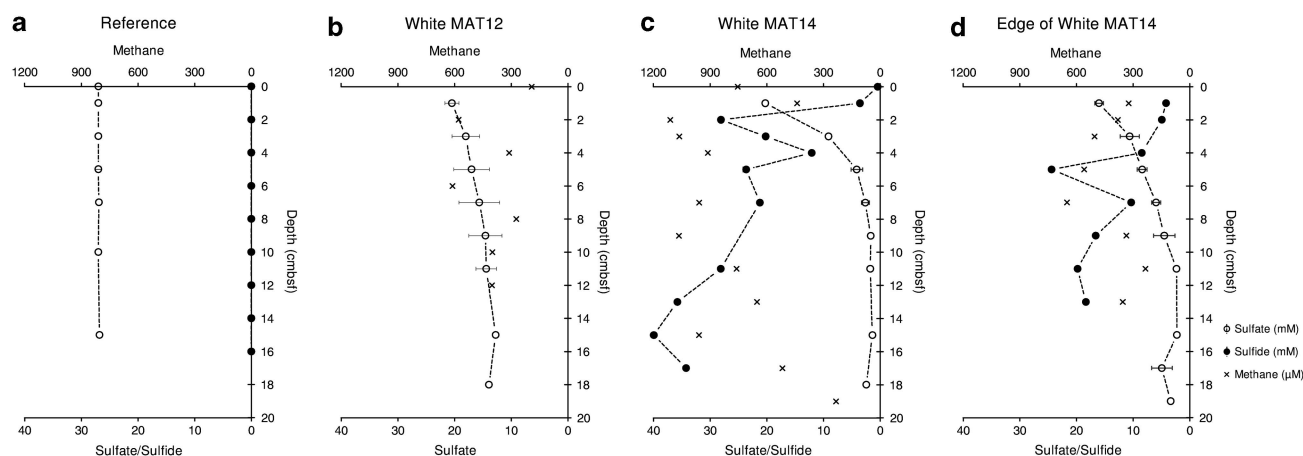 a Reference
Methane
1200 900 600 300 0
0
2
4
6
8
10
12
14
16
18
20
Depth (cmbsf)
40 30 20 10 0
Sulfate/Sulfide
b White MAT12
Methane
1200 900 600 300 0
0
2
4
6
8
10
12
14
16
18
20
Depth (cmbsf)
40 30 20 10 0
Sulfate
c White MAT14
Methane
1200 900 600 300 0
0
2
4
6
8
10
12
14
16
18
20
Depth (cmbsf)
40 30 20 10 0
Sulfate/Sulfide
d Edge of White MAT14
Methane
1200 900 600 300 0
0
2
4
6
8
10
12
14
16
18
20
Depth (cmbsf)
40 30 20 10 0
Sulfate/Sulfide
Sulfate (mM)
Sulfide (mM)
Methane (μM)